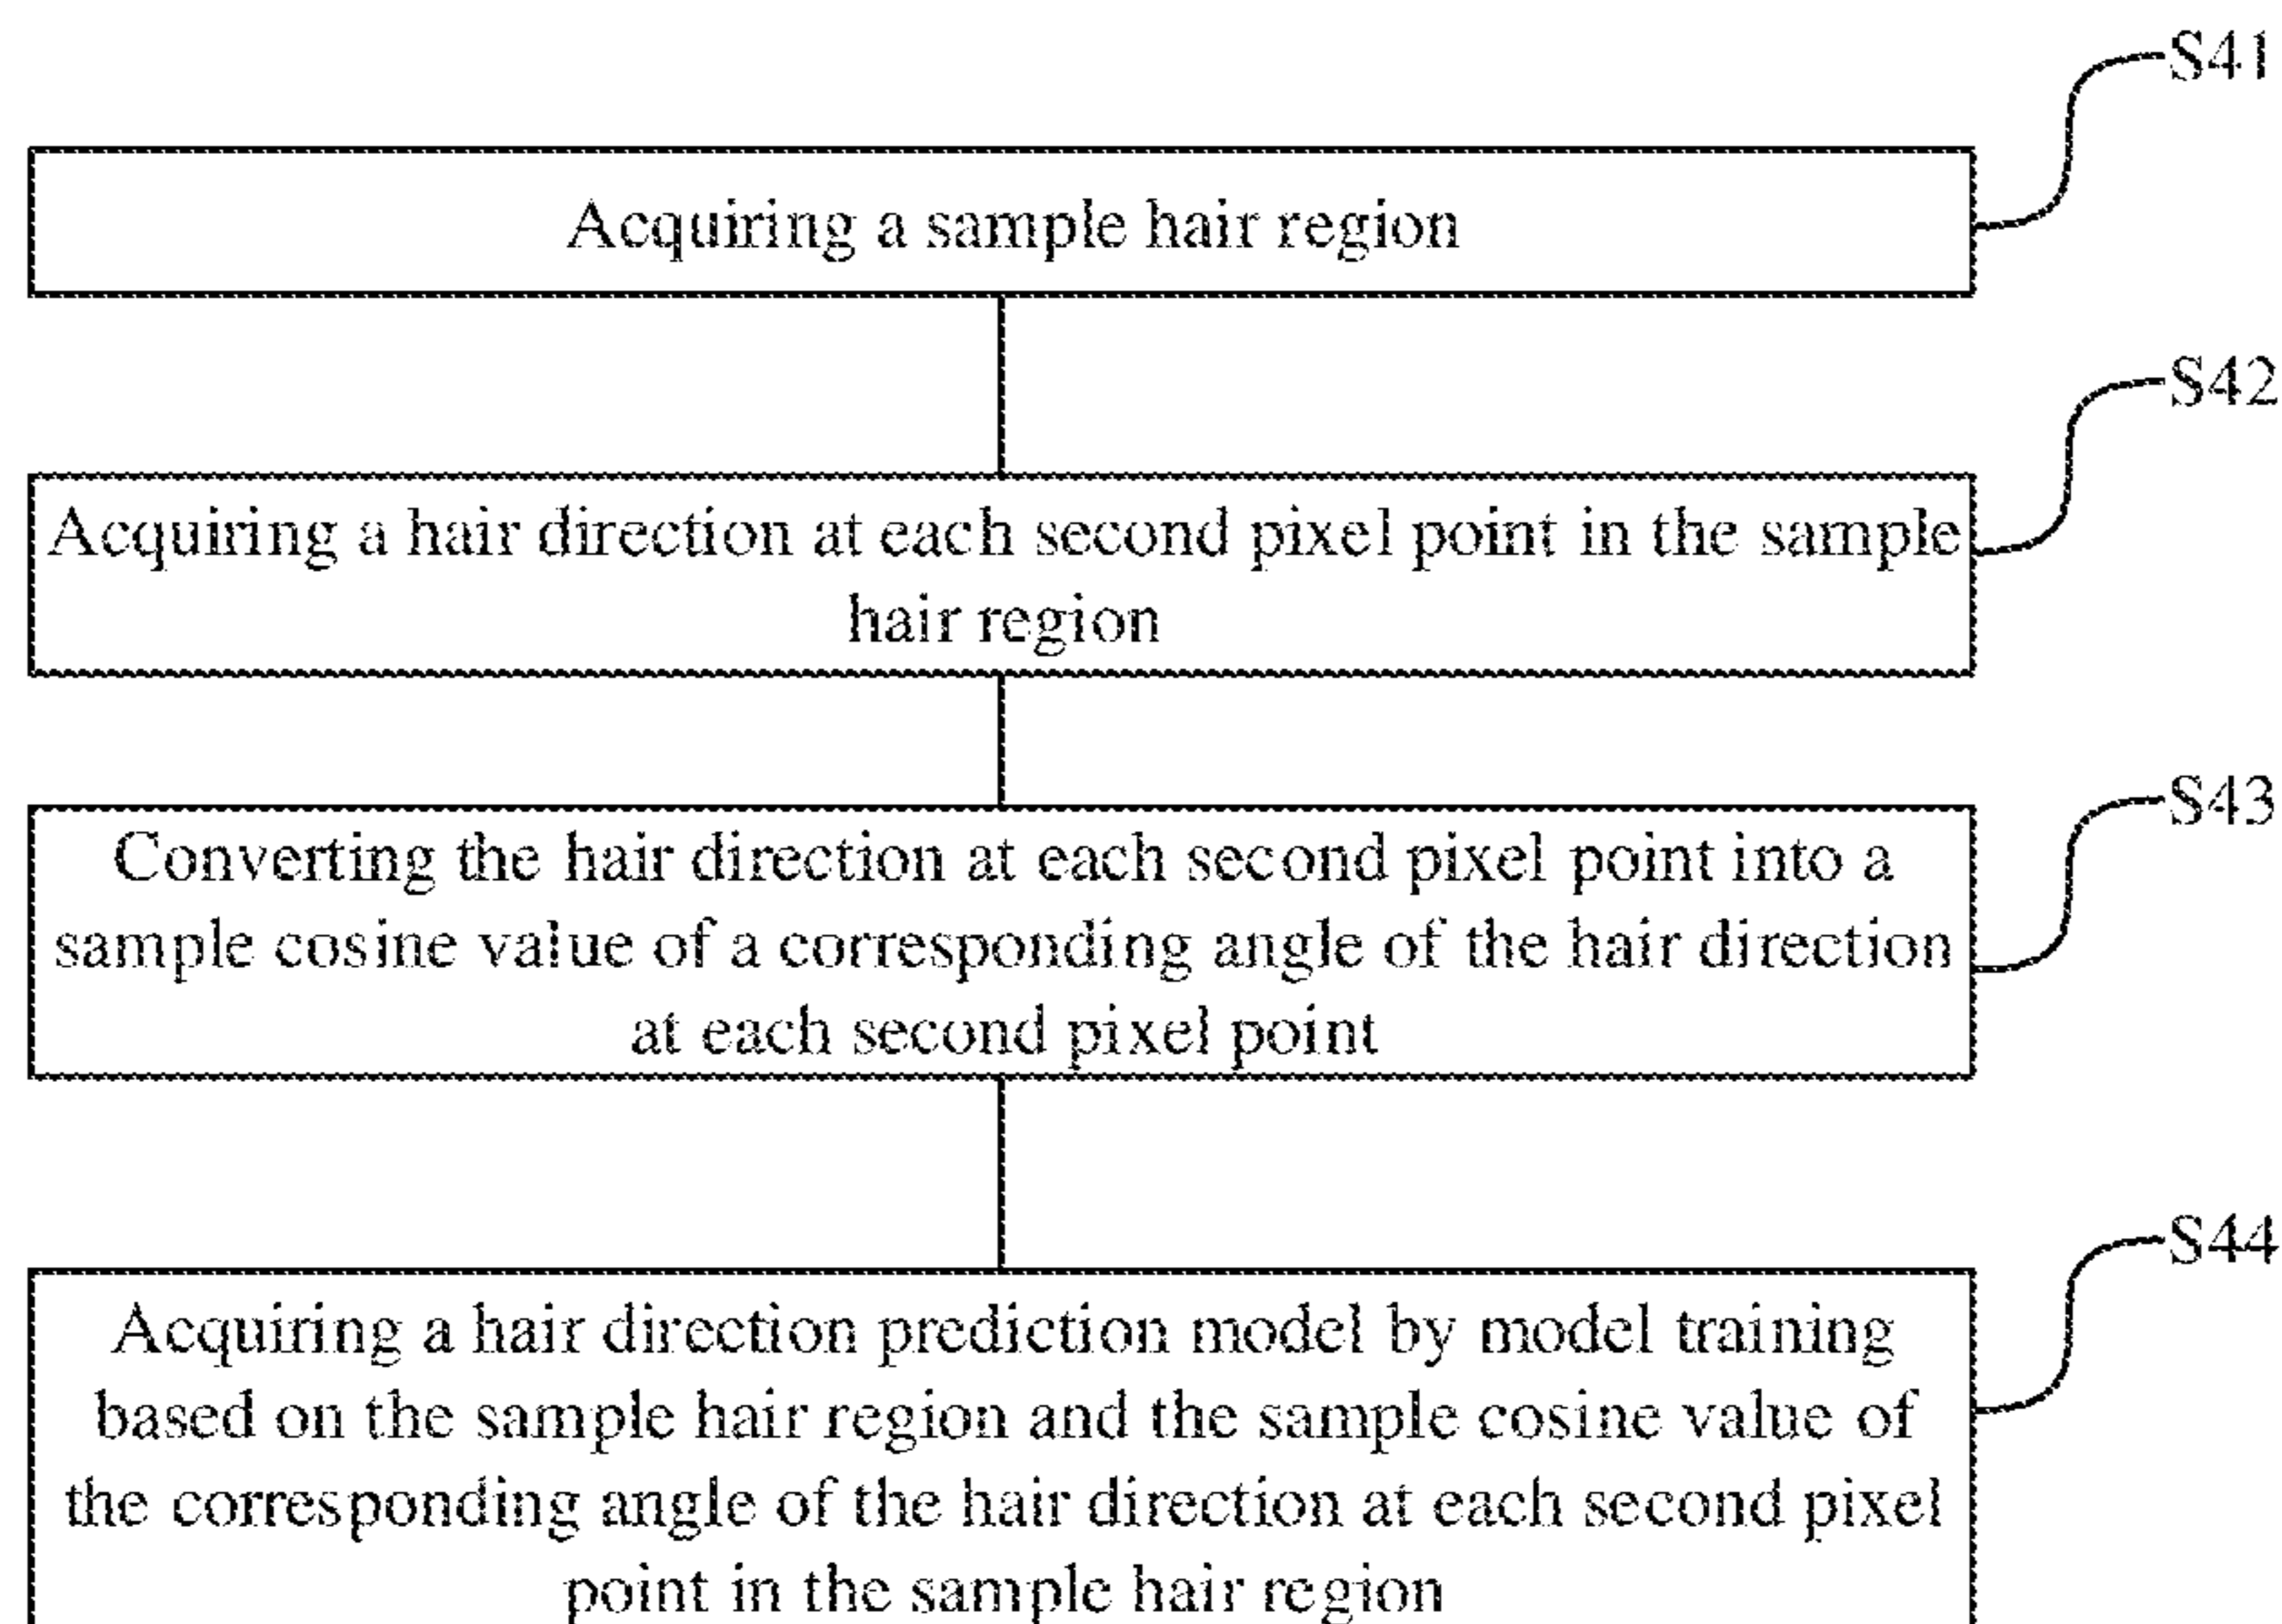 S41
Acquiring a sample hair region
S42
Acquiring a hair direction at each second pixel point in the sample
hair region
S43
Converting the hair direction at each second pixel point into a
sample cosine value of a corresponding angle of the hair direction
at each second pixel point
S44
Acquiring a hair direction prediction model by model training
based on the sample hair region and the sample cosine value of
the corresponding angle of the hair direction at each second pixel
point in the sample hair region